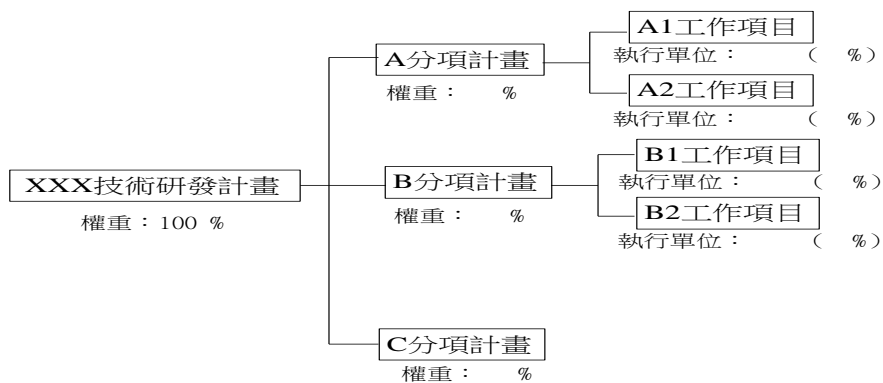 A1工作項目
執行單位：　　（　%）
A分項計畫
權重：　%
A2工作項目
執行單位：　　（　%）
B1工作項目
執行單位：　　（　%）
XXX技術研發計畫
權重：100 %
B分項計畫
權重：　%
B2工作項目
執行單位：　　（　%）
C分項計畫
權重：　%